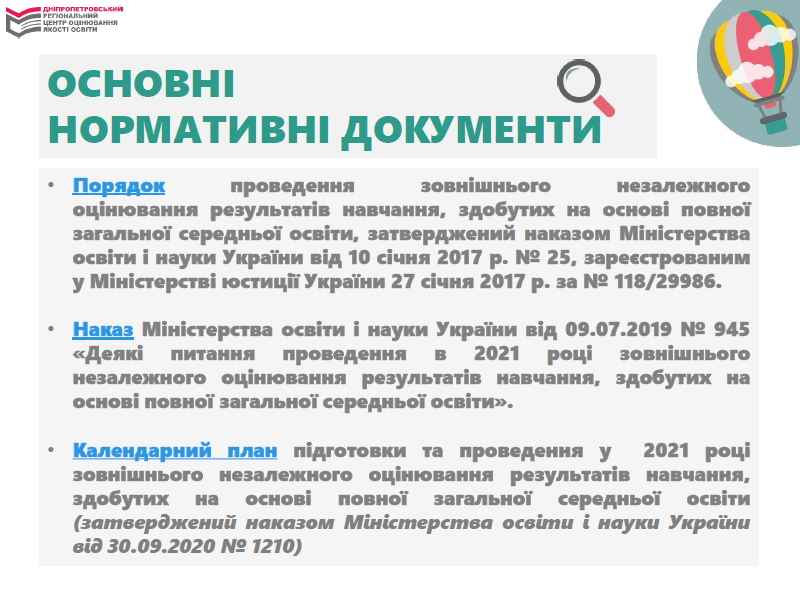 ДНІПРОПЕТРОВСЬКИЙ
РЕГІОНАЛЬНИЙ
ЦЕНТР ОЦІНЮВАННЯ
ЯКОСТІ ОСВІТИ
ОСНОВНІ
НОРМАТИВНІ ДОКУМЕНТИ
• Порядок проведення зовнішнього незалежного
оцінювання результатів навчання, здобутих на основі повної
загальної середньої освіти, затверджений наказом Міністерства
освіти і науки України від 10 січня 2017 р. № 25, зареєстрованим
у Міністерстві юстиції України 27 січня 2017 р. за № 118/29986.
• Наказ Міністерства освіти і науки України від 09.07.2019 № 945
«Деякі питання проведення в 2021 році зовнішнього
незалежного оцінювання результатів навчання, здобутих на
основі повної загальної середньої освіти».
• Календарний план підготовки та проведення у 2021 році
зовнішнього незалежного оцінювання результатів навчання,
здобутих на основі повної загальної середньої освіти
(затверджений наказом Міністерства освіти і науки України
від 30.09.2020 № 1210)